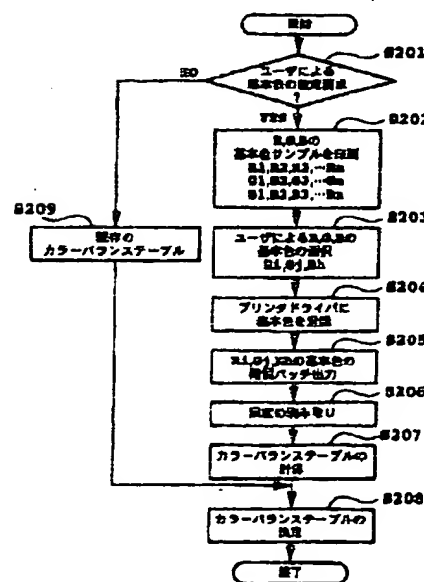 開始
S201
ユーザによる
基本色の設定要求
?
NO
YES
S202
R,G,Bの
基本色サンプルを印刷
R1,R2,R3,…Rn
G1,G2,G3,…Gn
B1,B2,B3,…Bn
S209
既存の
カラーバランステーブル
S203
ユーザによるR,G,Bの
基本色の選択
Ri,Gj,Bk
S204
プリンタドライバに
基本色を登録
S205
Ri,Gj,Bkの基本色の
階調パッチ出力
S206
濃度の読み取り
S207
カラーバランステーブルの
計算
S208
カラーバランステーブルの
決定
終了